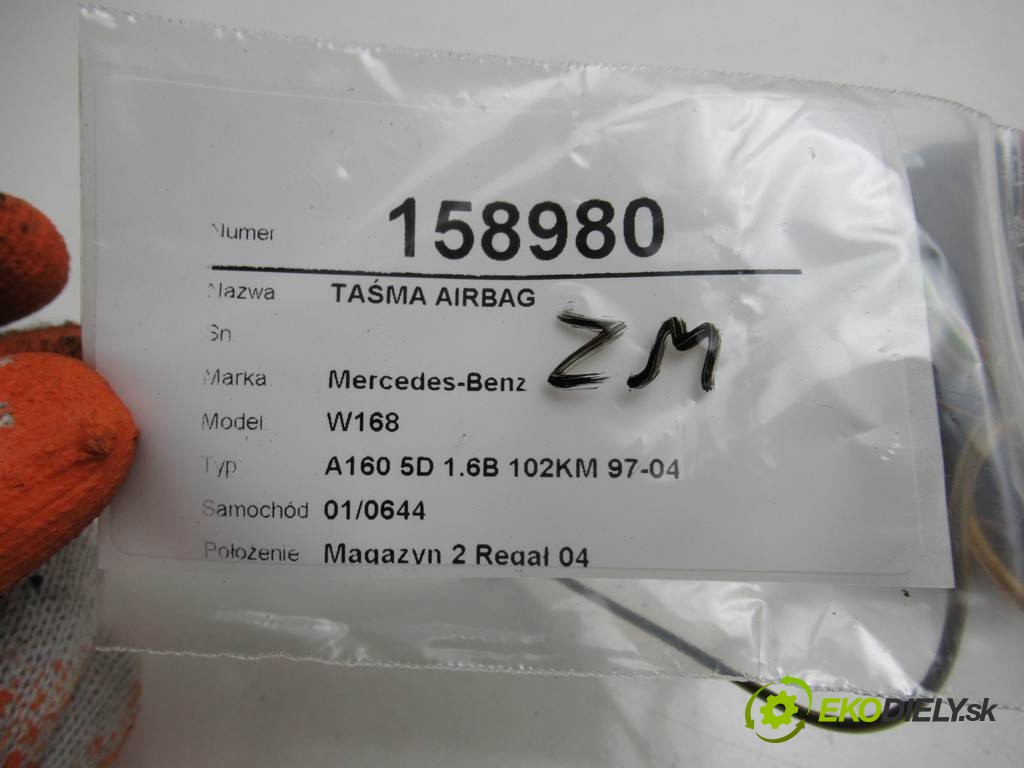 Numer 158980
Nazwa TAŚMA AIRBAG
Sn
ZM
Marka Mercedes-Benz
Model W168
Typ A160 5D 1.6B 102KM 97-04
Samochód 01/0644
Położenie Magazyn 2 Regał 04
EKODIELY.sk